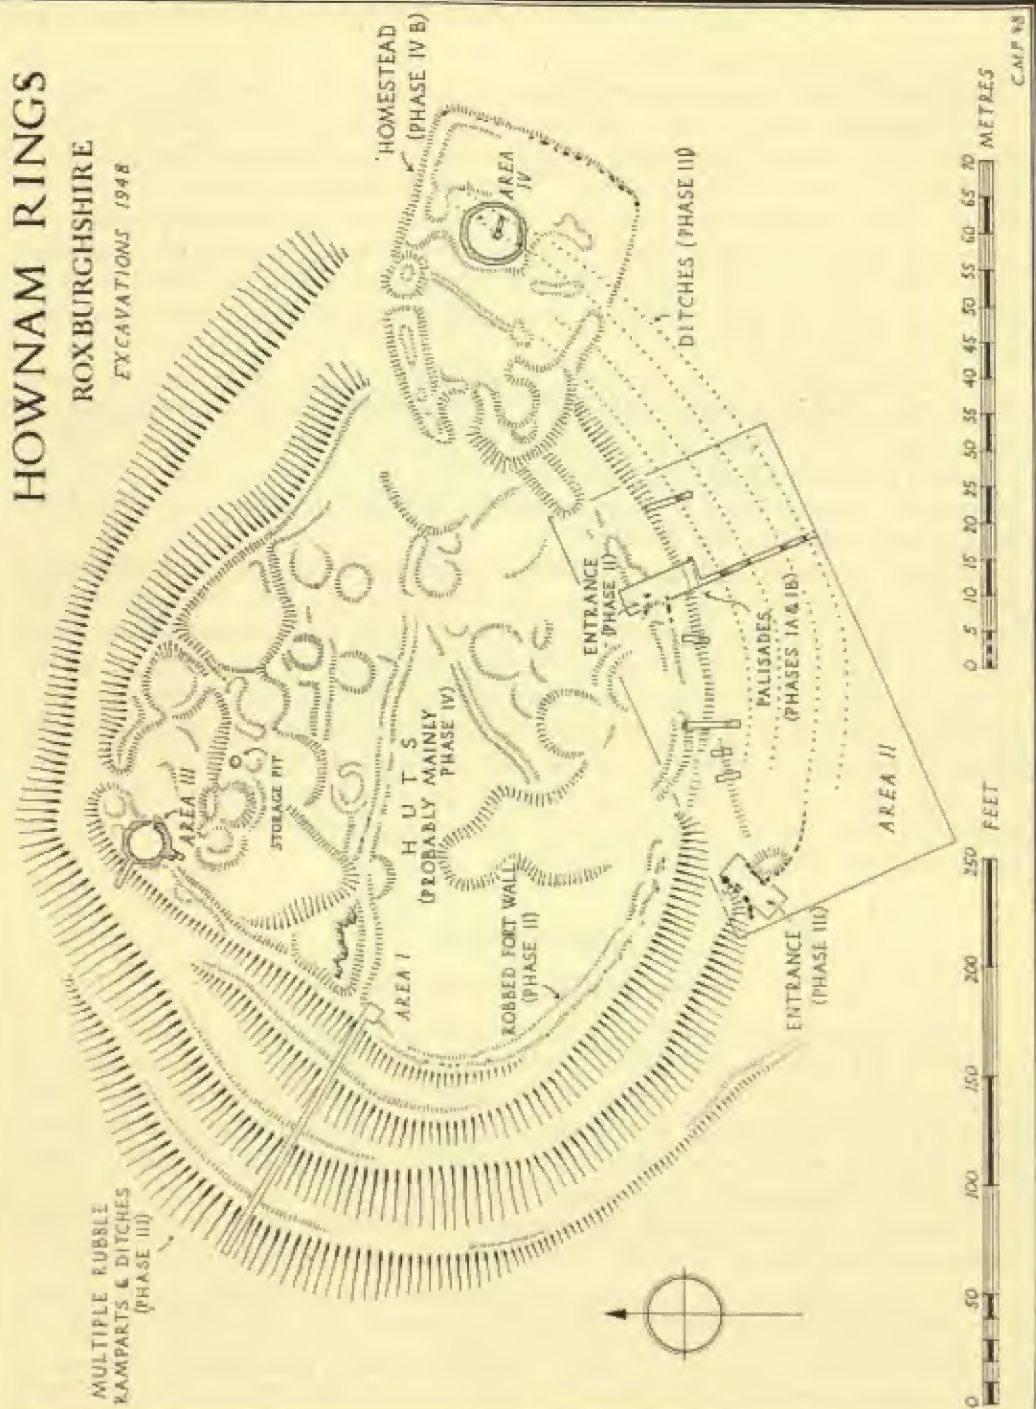 HOWNAM RINGS
ROXBURGHSHIRE
EXCAVATIONS 1948
MULTIPLE RUBBLE
RAMPARTS & DITCHES
(PHASE III)
HOMESTEAD
(PHASE IV B)
AREA
IV
AREA III
STORAGE PIT
AREA I
HUTS
(PROBABLY MAINLY
PHASE IV)
ROBBED FORT WALL
(PHASE II)
ENTRANCE
(PHASE II)
DITCHES (PHASE III)
PALISADES
(PHASES IA & IB)
ENTRANCE
(PHASE III)
AREA II
0 50 100 150 200 250 FEET
0 5 10 15 20 25 30 35 40 45 50 55 60 65 70 METRES
C.M.P 48